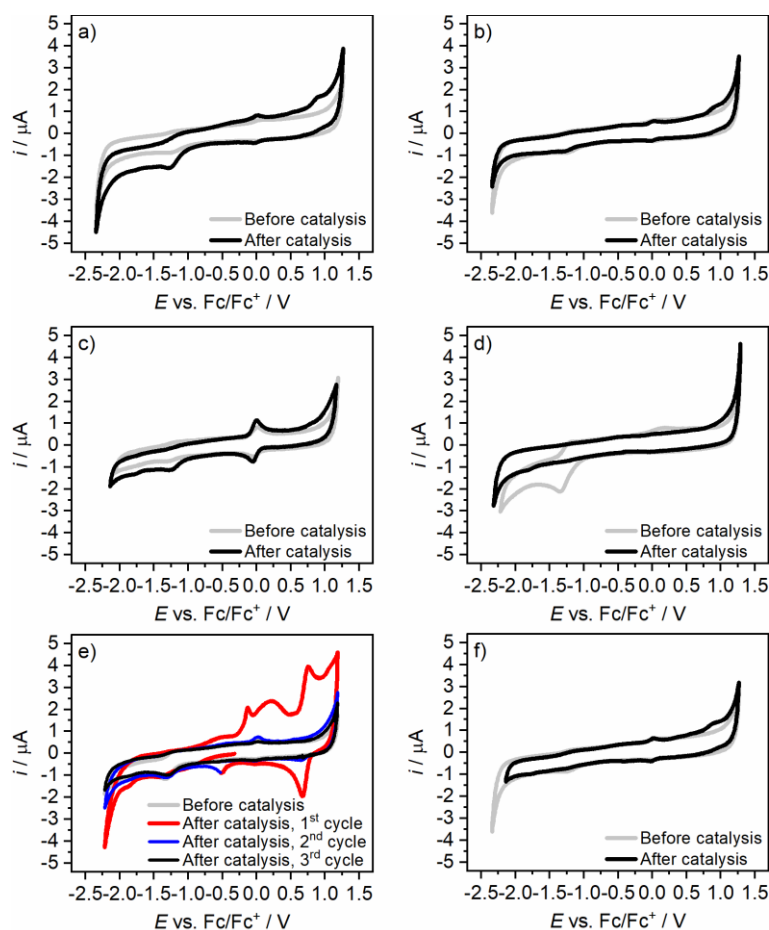 a)
5
4
3
2
1
0
-1
-2
-3
-4
-5
i / μA
Before catalysis
After catalysis
-2.5 -2.0 -1.5 -1.0 -0.5 0.0 0.5 1.0 1.5
E vs. Fc/Fc⁺ / V
b)
5
4
3
2
1
0
-1
-2
-3
-4
-5
i / μA
Before catalysis
After catalysis
-2.5 -2.0 -1.5 -1.0 -0.5 0.0 0.5 1.0 1.5
E vs. Fc/Fc⁺ / V
c)
5
4
3
2
1
0
-1
-2
-3
-4
-5
i / μA
Before catalysis
After catalysis
-2.5 -2.0 -1.5 -1.0 -0.5 0.0 0.5 1.0 1.5
E vs. Fc/Fc⁺ / V
d)
5
4
3
2
1
0
-1
-2
-3
-4
-5
i / μA
Before catalysis
After catalysis
-2.5 -2.0 -1.5 -1.0 -0.5 0.0 0.5 1.0 1.5
E vs. Fc/Fc⁺ / V
e)
5
4
3
2
1
0
-1
-2
-3
-4
-5
i / μA
Before catalysis
After catalysis, 1st cycle
After catalysis, 2nd cycle
After catalysis, 3rd cycle
-2.5 -2.0 -1.5 -1.0 -0.5 0.0 0.5 1.0 1.5
E vs. Fc/Fc⁺ / V
f)
5
4
3
2
1
0
-1
-2
-3
-4
-5
i / μA
Before catalysis
After catalysis
-2.5 -2.0 -1.5 -1.0 -0.5 0.0 0.5 1.0 1.5
E vs. Fc/Fc⁺ / V